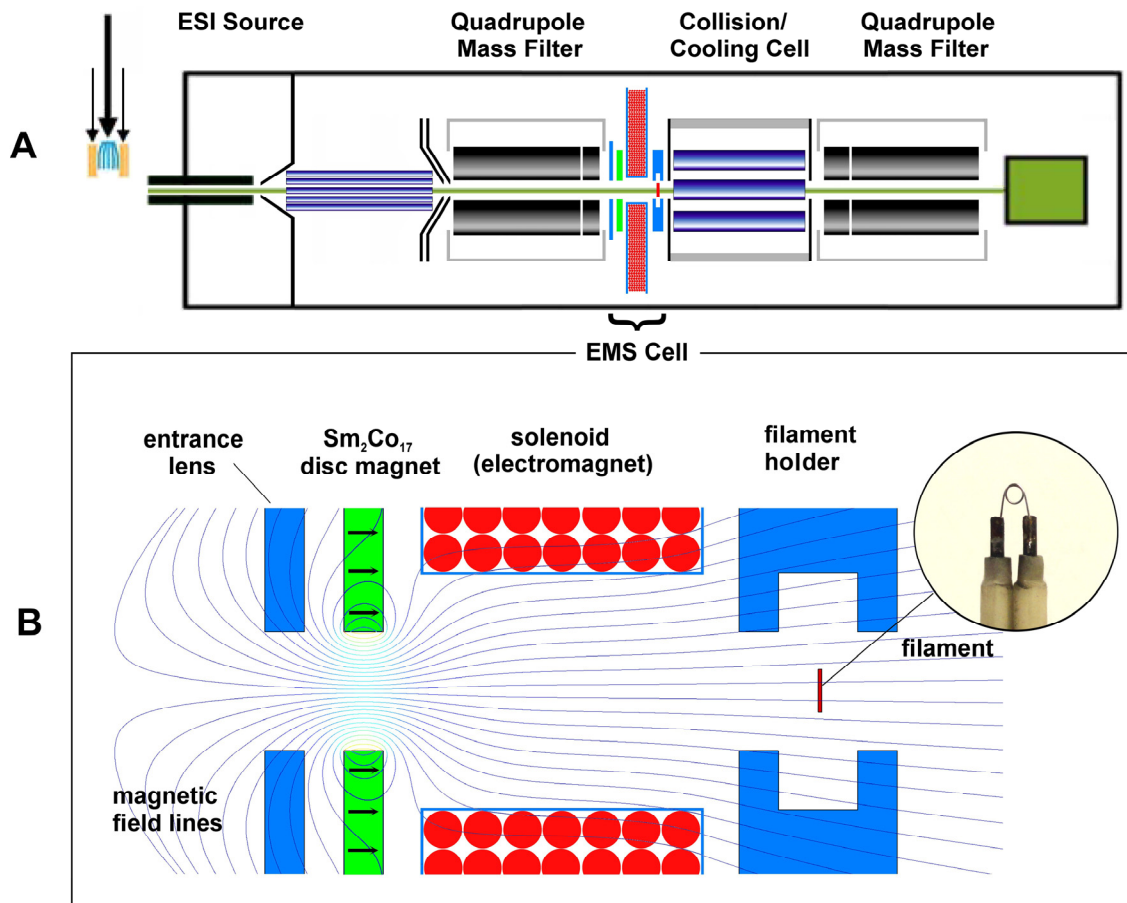 ESI Source
Quadrupole
Mass Filter
Collision/
Cooling Cell
Quadrupole
Mass Filter
A
EMS Cell
entrance
lens
Sm₂Co₁₇
disc magnet
solenoid
(electromagnet)
filament
holder
B
filament
magnetic
field lines